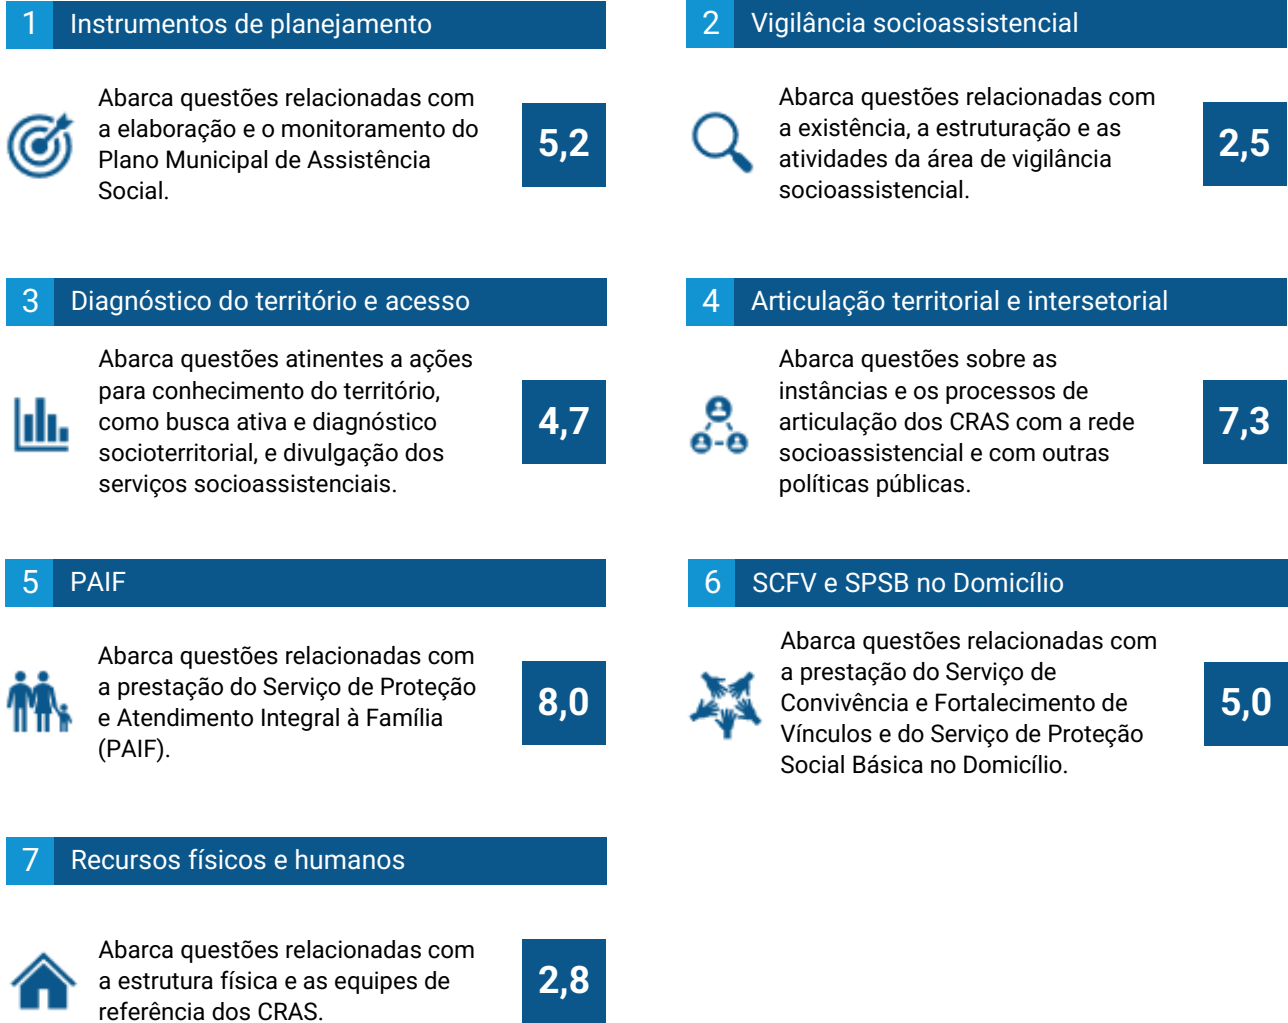 1 Instrumentos de planejamento
Abarca questões relacionadas com
a elaboração e o monitoramento do
Plano Municipal de Assistência
Social.
5,2
2 Vigilância socioassistencial
Abarca questões relacionadas com
a existência, a estruturação e as
atividades da área de vigilância
socioassistencial.
2,5
3 Diagnóstico do território e acesso
Abarca questões atinentes a ações
para conhecimento do território,
como busca ativa e diagnóstico
socioterritorial, e divulgação dos
serviços socioassistenciais.
4,7
4 Articulação territorial e intersetorial
Abarca questões sobre as
instâncias e os processos de
articulação dos CRAS com a rede
socioassistencial e com outras
políticas públicas.
7,3
5 PAIF
Abarca questões relacionadas com
a prestação do Serviço de Proteção
e Atendimento Integral à Família
(PAIF).
8,0
6 SCFV e SPSB no Domicílio
Abarca questões relacionadas com
a prestação do Serviço de
Convivência e Fortalecimento de
Vínculos e do Serviço de Proteção
Social Básica no Domicílio.
5,0
7 Recursos físicos e humanos
Abarca questões relacionadas com
a estrutura física e as equipes de
referência dos CRAS.
2,8